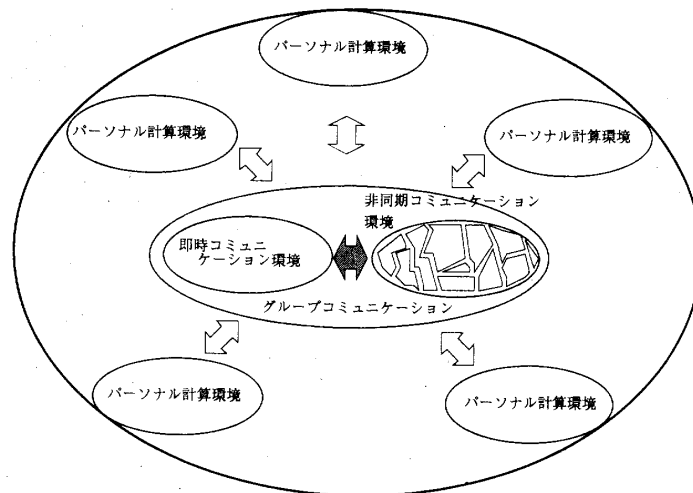 パーソナル計算環境
パーソナル計算環境
パーソナル計算環境
非同期コミュニケーション
環境
即時コミュニ
ケーション環境
グループコミュニケーション
パーソナル計算環境
パーソナル計算環境